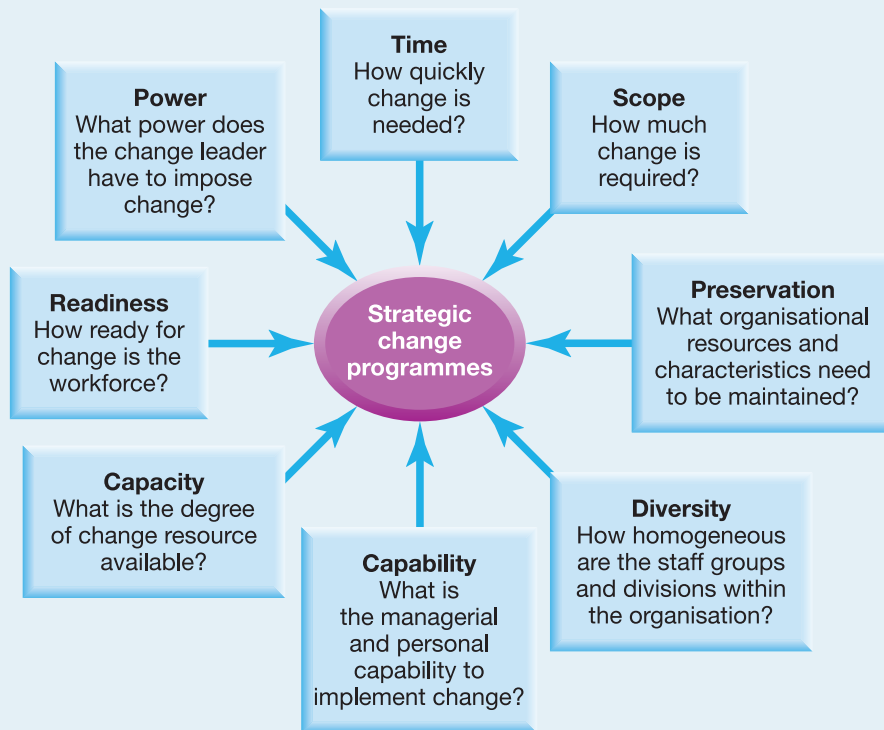 Time
How quickly
change is
needed?
Scope
How much
change is
required?
Preservation
What organisational
resources and
characteristics need
to be maintained?
Diversity
How homogeneous
are the staff groups
and divisions within
the organisation?
Capability
What is
the managerial
and personal
capability to
implement change?
Capacity
What is the degree
of change resource
available?
Readiness
How ready for
change is the
workforce?
Power
What power does
the change leader
have to impose
change?
Strategic
change
programmes